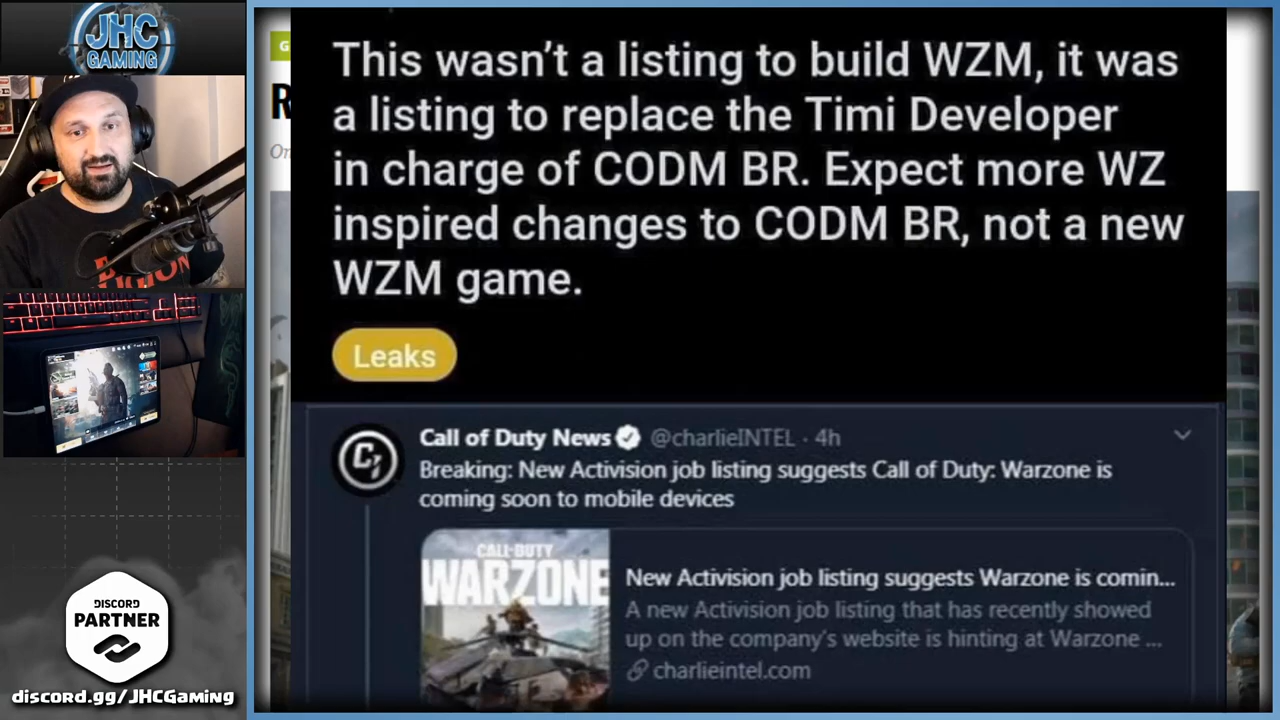 JHC
GAMING
This wasn't a listing to build WZM, it was
a listing to replace the Timi Developer
in charge of CODM BR. Expect more WZ
inspired changes to CODM BR, not a new
WZM game.
Leaks
Call of Duty News @charlieINTEL · 4h
Breaking: New Activision job listing suggests Call of Duty: Warzone is
coming soon to mobile devices
CALL OF DUTY
WARZONE
New Activision job listing suggests Warzone is comin...
A new Activision job listing that has recently showed
up on the company's website is hinting at Warzone ...
charlieintel.com
DISCORD
PARTNER
discord.gg/JHCGaming